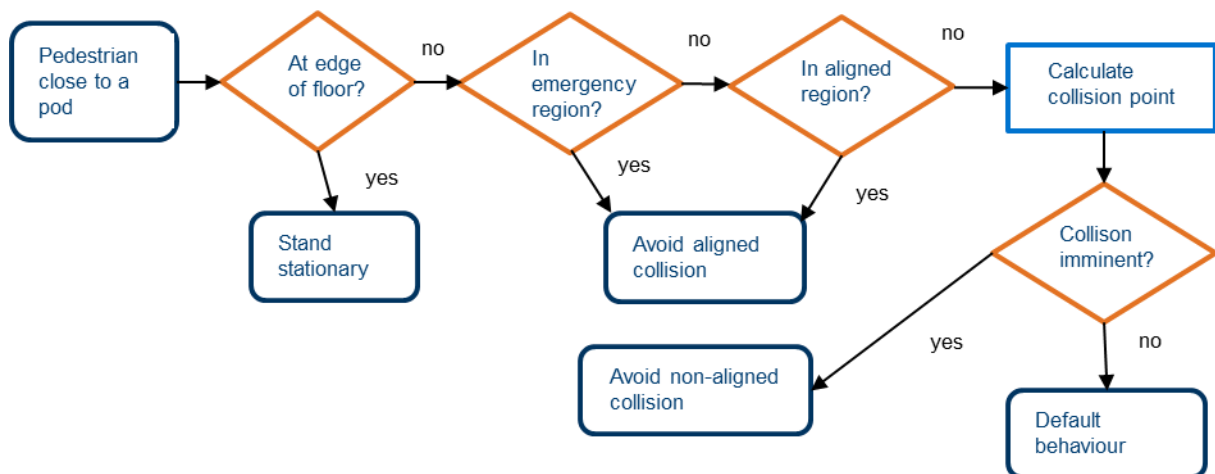 Pedestrian
close to a
pod
At edge
of floor?
no
In
emergency
region?
no
In aligned
region?
no
Calculate
collision point
yes
Stand
stationary
yes
yes
Avoid aligned
collision
Collison
imminent?
yes
no
Avoid non-aligned
collision
Default
behaviour